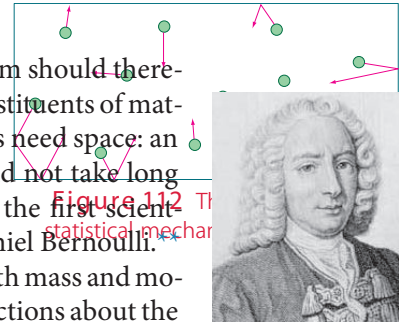 m should there-
stituents of mat-
s need space: an
d not take long
Figure 112 Th
the first scient-
statistical mechan
niel Bernoulli.**
th mass and mo-
ctions about the